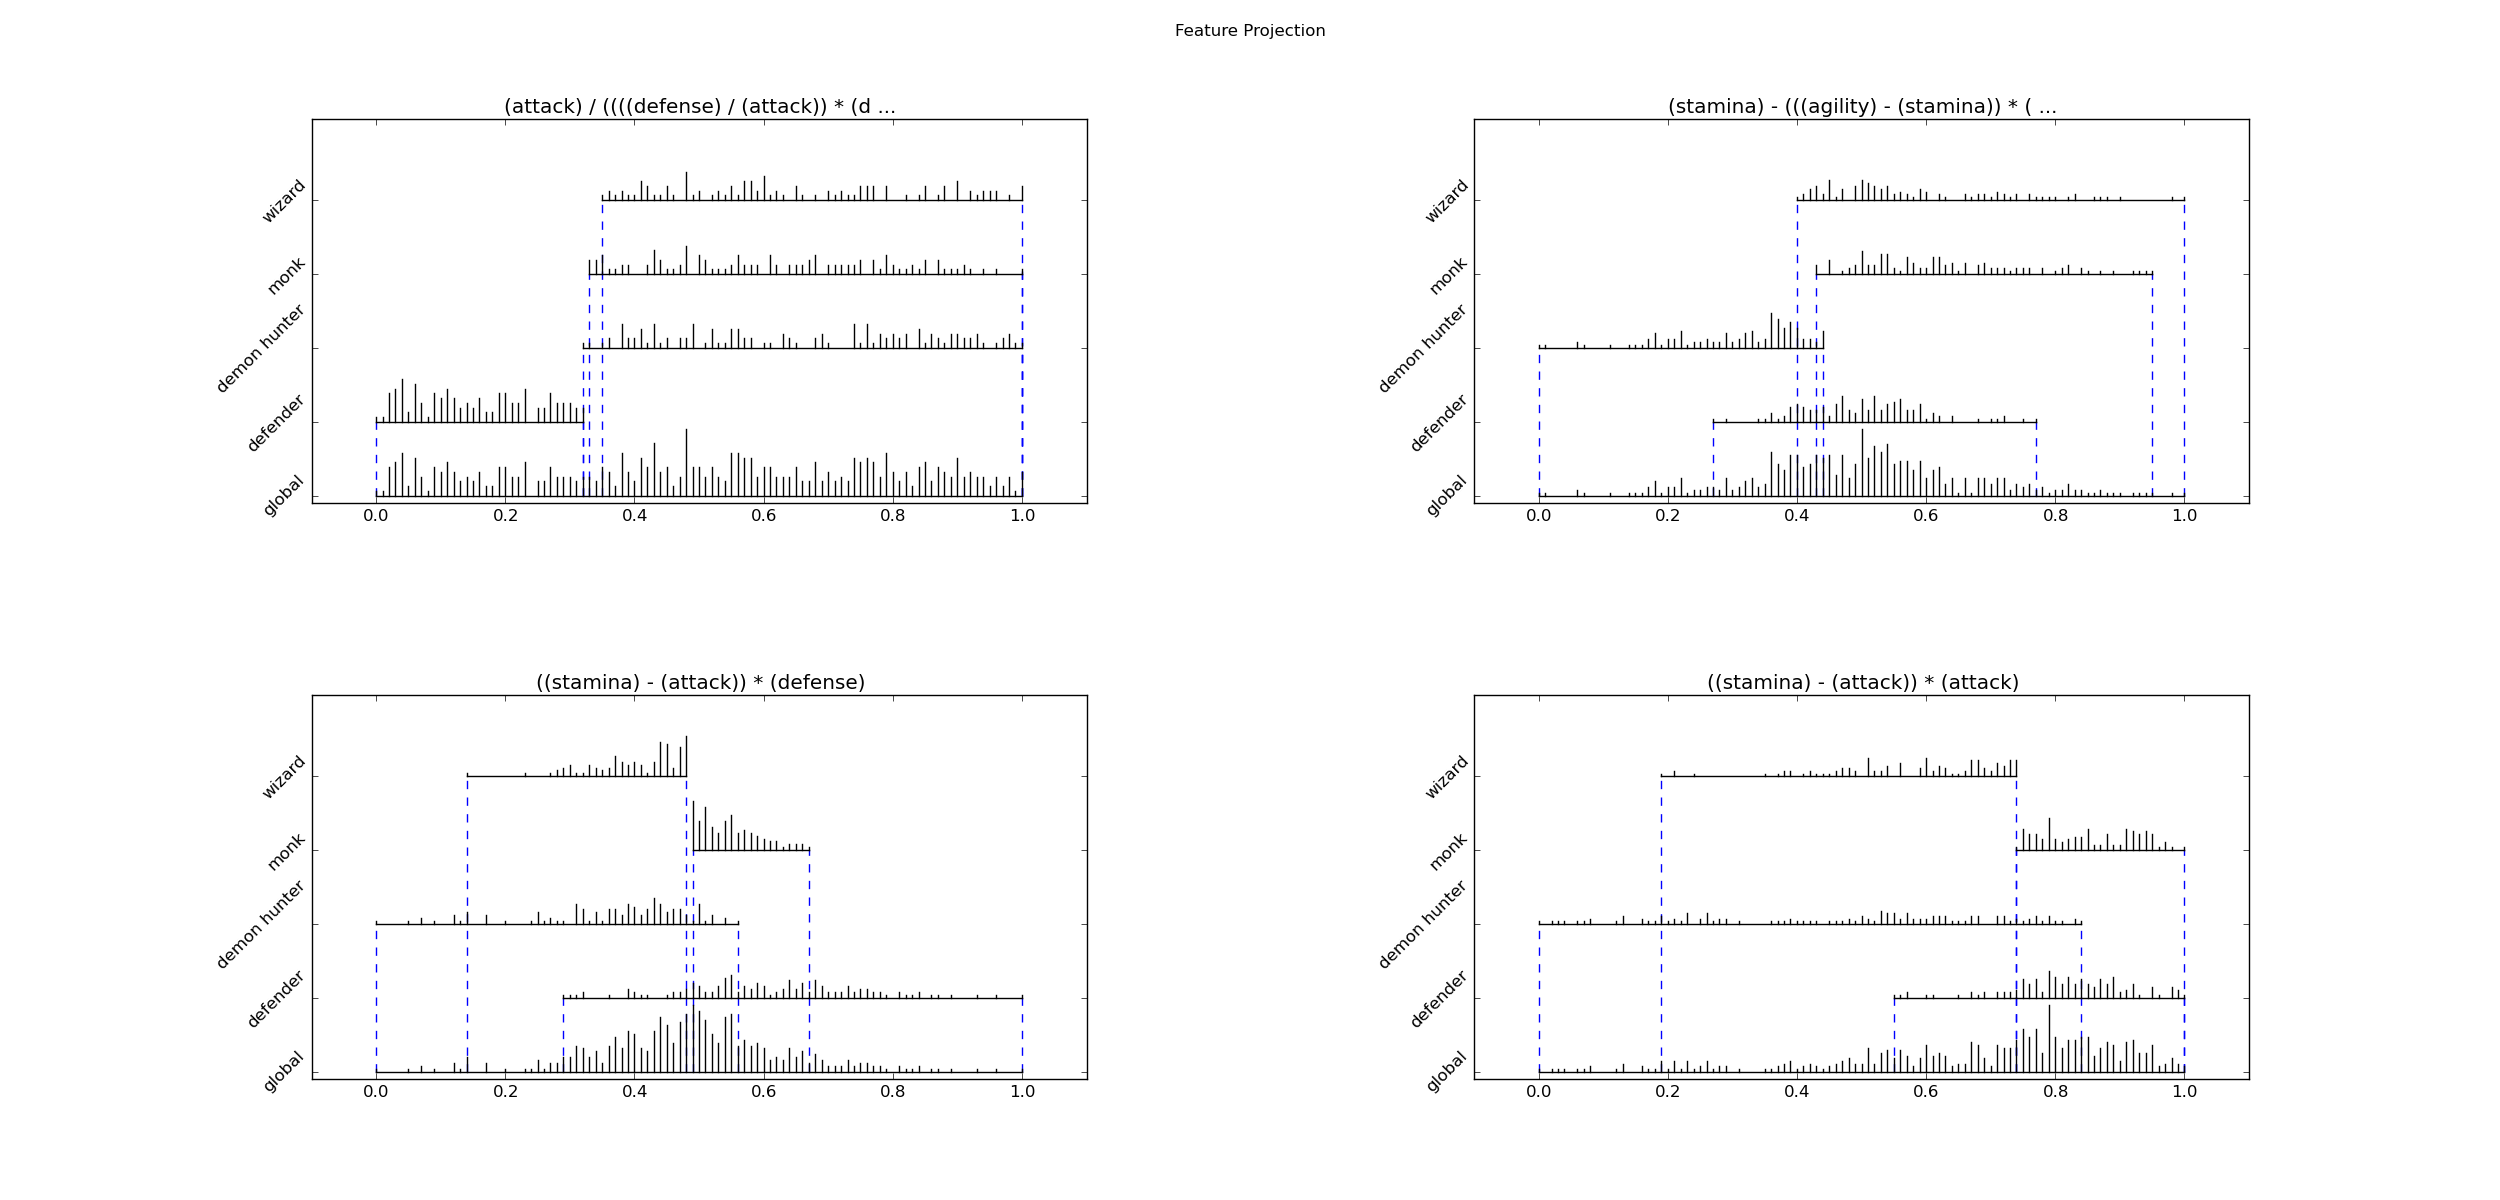 Feature Projection
(attack) / ((((defense) / (attack)) * (d ...
wizard
monk
demon hunter
defender
global
0.0 0.2 0.4 0.6 0.8 1.0
(stamina) - (((agility) - (stamina)) * ( ...
wizard
monk
demon hunter
defender
global
0.0 0.2 0.4 0.6 0.8 1.0
((stamina) - (attack)) * (defense)
wizard
monk
demon hunter
defender
global
0.0 0.2 0.4 0.6 0.8 1.0
((stamina) - (attack)) * (attack)
wizard
monk
demon hunter
defender
global
0.0 0.2 0.4 0.6 0.8 1.0